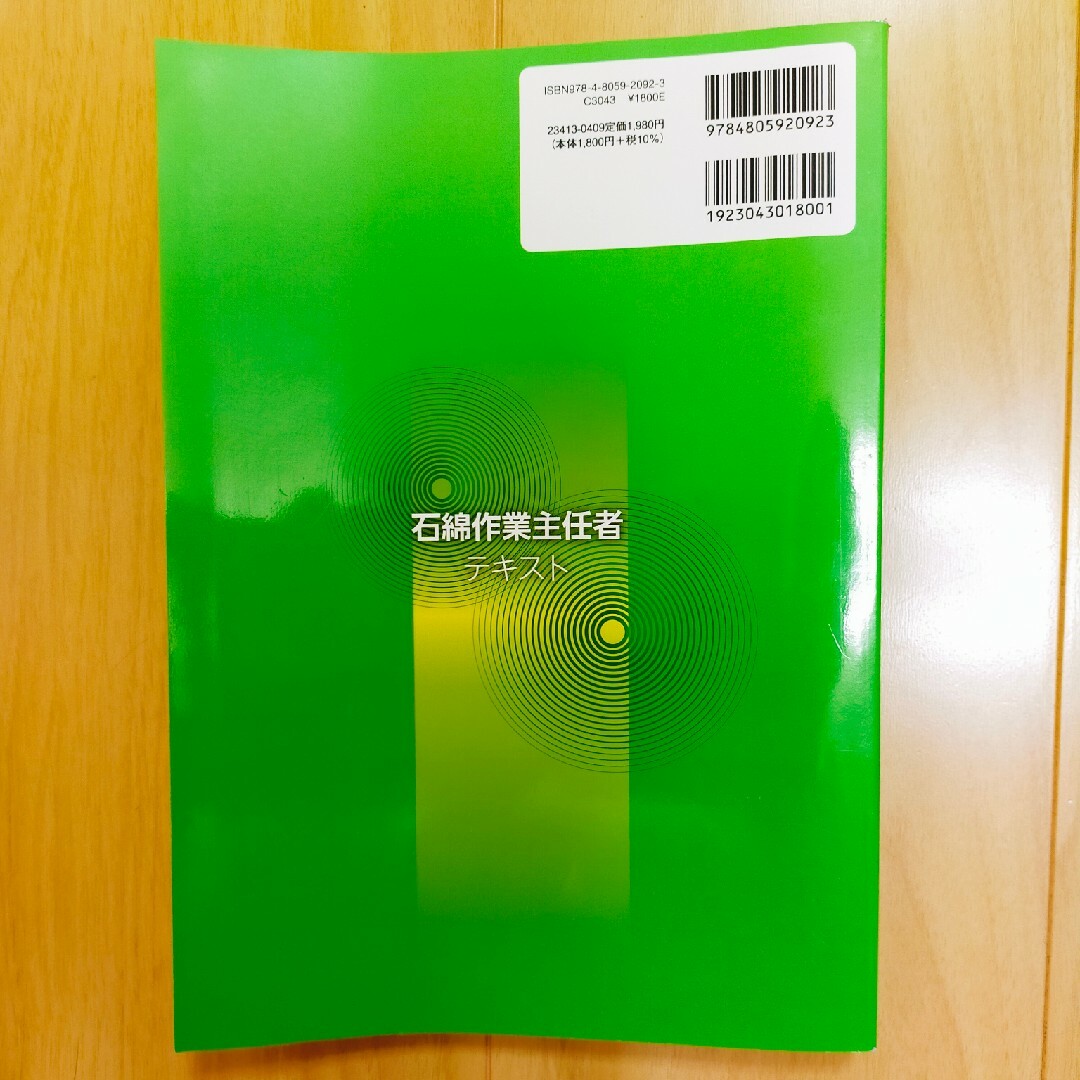 ISBN978-4-8059-2092-3
C3043 ¥1800E
23413-0409定価1,980円
(本体1,800円+税10%)
9784805920923
1923043018001
石綿作業主任者
テキスト